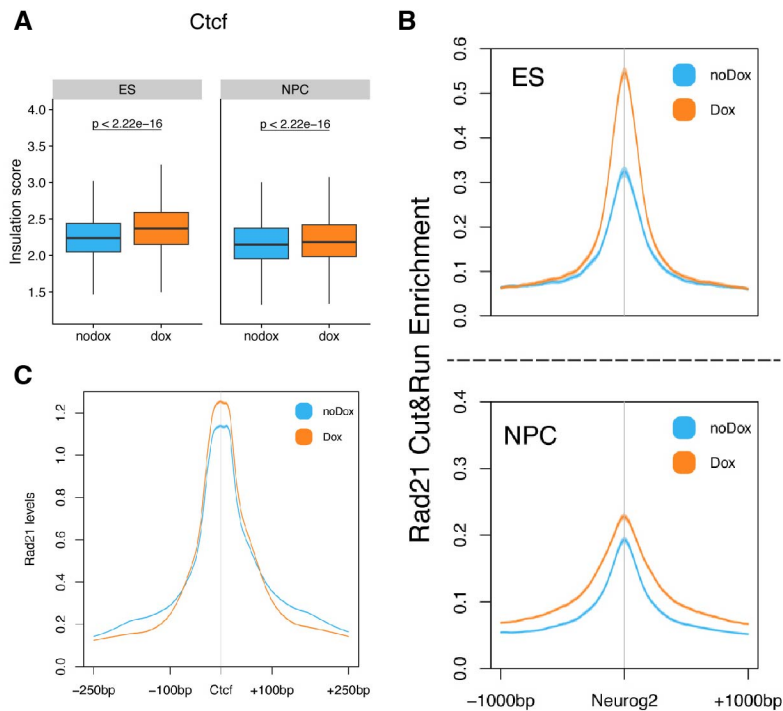 A
Ctcf
ES
NPC
4.0
3.5
3.0
2.5
2.0
1.5
Insulation score
p < 2.22e−16
p < 2.22e−16
nodox
dox
nodox
dox
B
Rad21 Cut&Run Enrichment
0.6
0.5
0.4
0.3
0.2
0.1
0.0
ES
noDox
Dox
0.4
0.3
0.2
0.1
0.0
NPC
noDox
Dox
−1000bp
Neurog2
+1000bp
C
Rad21 levels
1.2
1.0
0.8
0.6
0.4
0.2
0.0
noDox
Dox
−250bp
−100bp
Ctcf
+100bp
+250bp